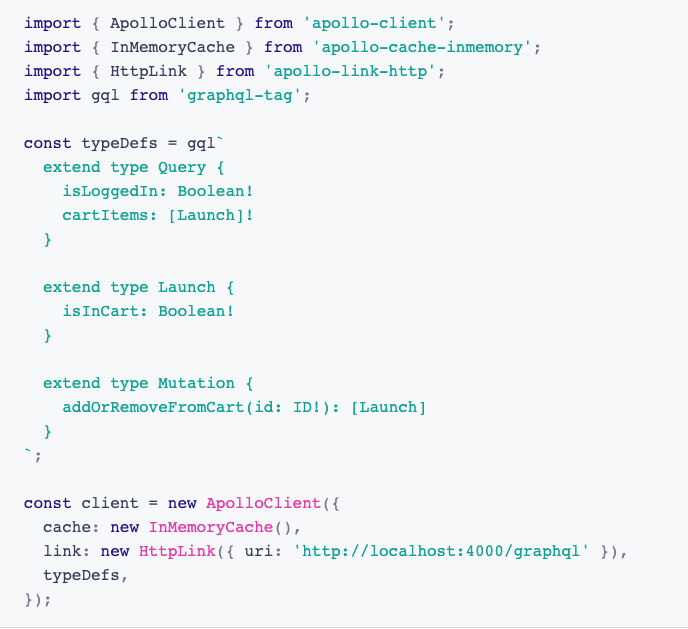 import { ApolloClient } from 'apollo-client';
import { InMemoryCache } from 'apollo-cache-inmemory';
import { HttpLink } from 'apollo-link-http';
import gql from 'graphql-tag';

const typeDefs = gql`
  extend type Query {
    isLoggedIn: Boolean!
    cartItems: [Launch]!
  }

  extend type Launch {
    isInCart: Boolean!
  }

  extend type Mutation {
    addOrRemoveFromCart(id: ID!): [Launch]
  }
`;

const client = new ApolloClient({
  cache: new InMemoryCache(),
  link: new HttpLink({ uri: 'http://localhost:4000/graphql' }),
  typeDefs,
});